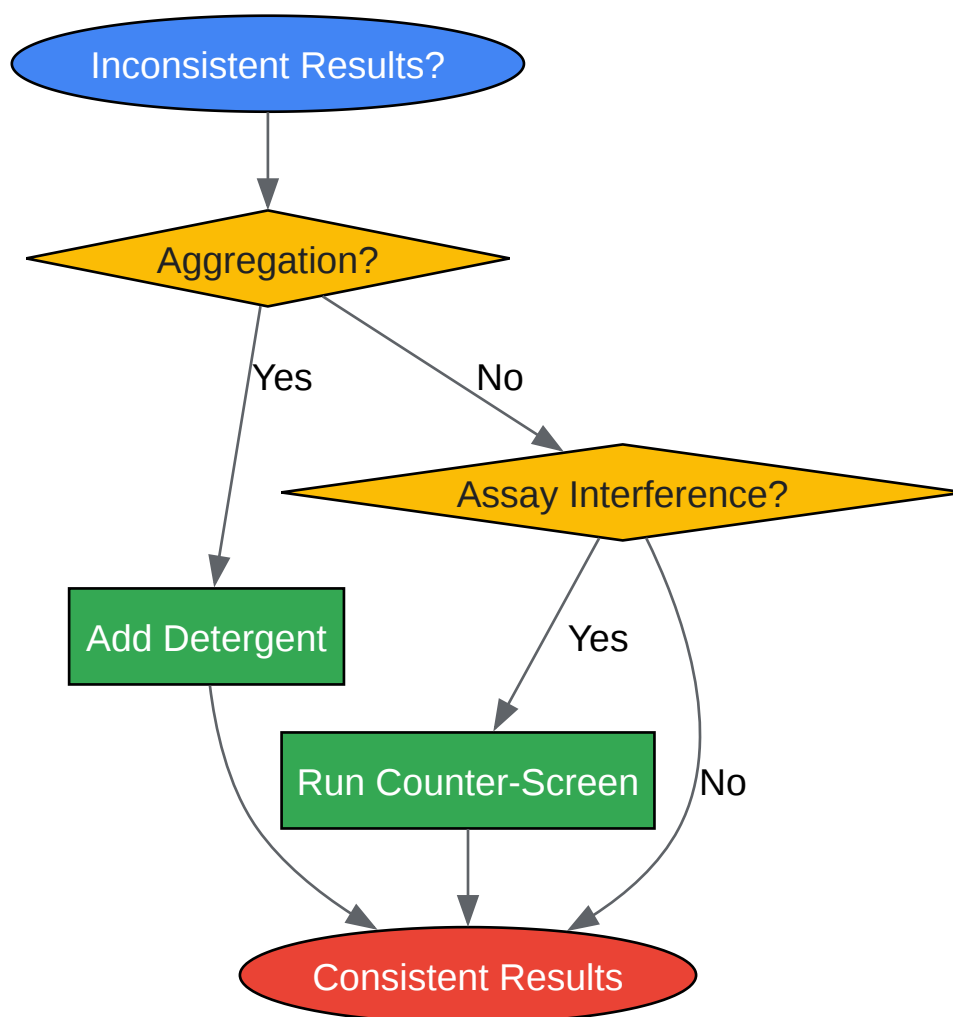 Inconsistent Results?
Aggregation?
Yes
No
Assay Interference?
Add Detergent
Yes
Run Counter-Screen
No
Consistent Results